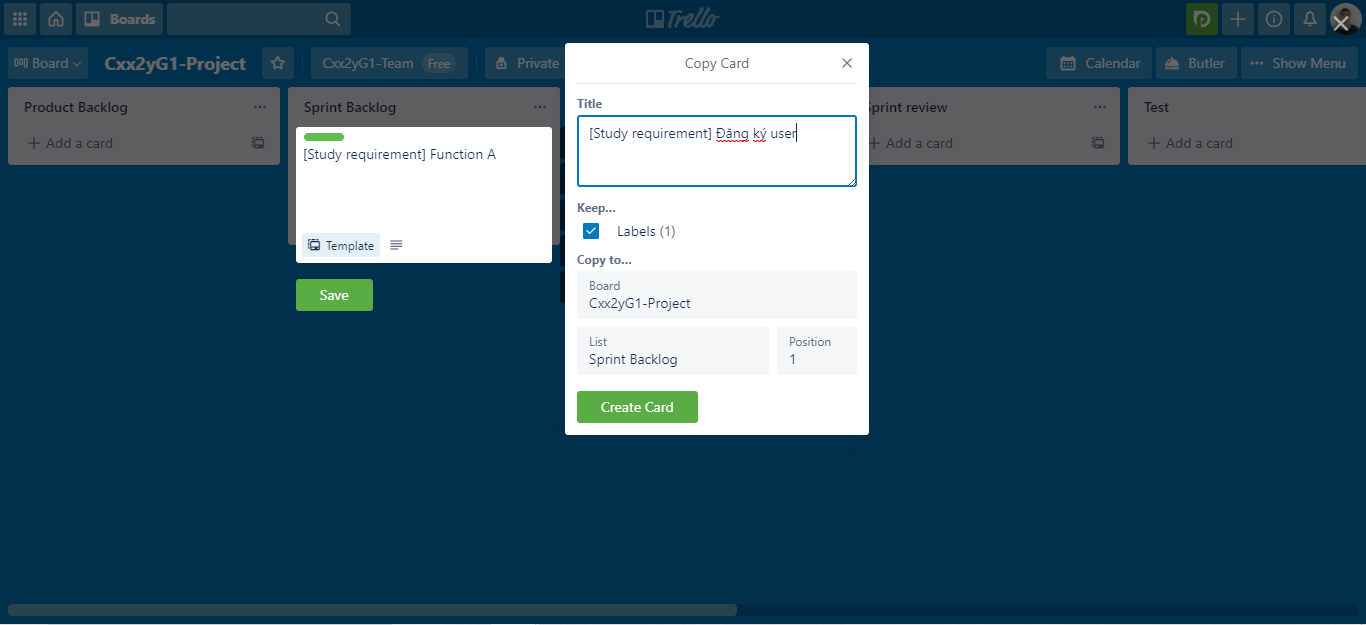 Boards
Trello
Board
Cxx2yG1-Project
Cxx2yG1-Team Free
Private
Calendar
Butler
Show Menu
Product Backlog
Add a card
Sprint Backlog
[Study requirement] Function A
Template
Save
Copy Card
Title
[Study requirement] Đăng ký user
Keep...
Labels (1)
Copy to...
Board
Cxx2yG1-Project
List
Sprint Backlog
Position
1
Create Card
Sprint review
Add a card
Test
Add a card